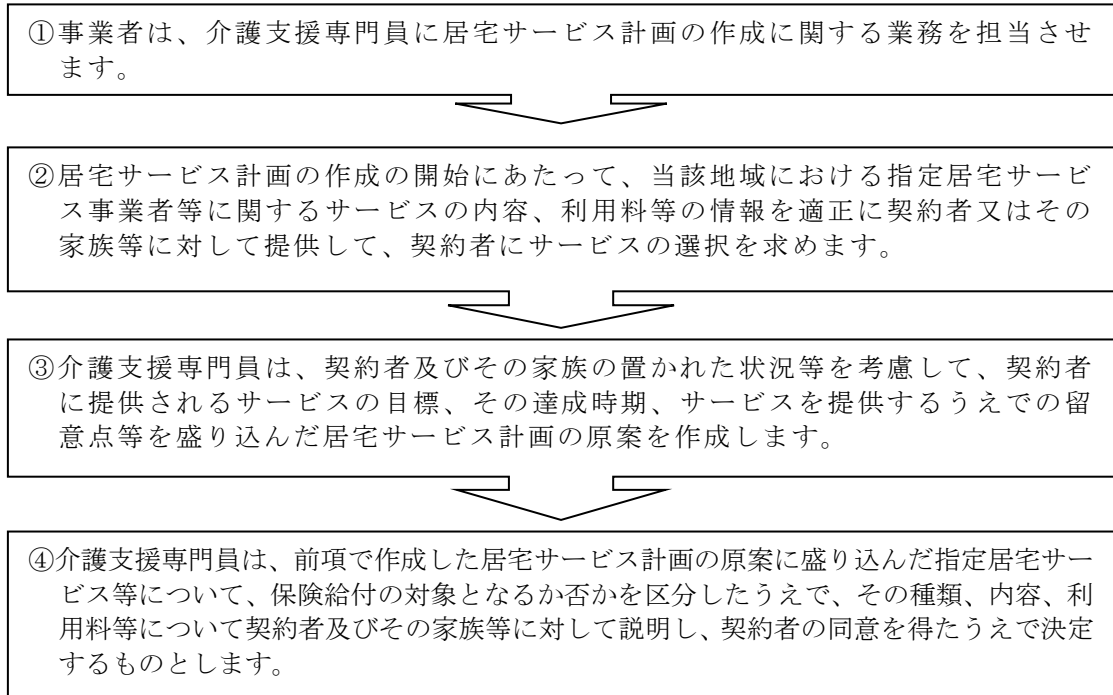 ①事業者は、介護支援専門員に居宅サービス計画の作成に関する業務を担当させ
ます。
②居宅サービス計画の作成の開始にあたって、当該地域における指定居宅サービ
ス事業者等に関するサービスの内容、利用料等の情報を適正に契約者又はその
家族等に対して提供して、契約者にサービスの選択を求めます。
③介護支援専門員は、契約者及びその家族の置かれた状況等を考慮して、契約者
に提供されるサービスの目標、その達成時期、サービスを提供するうえでの留
意点等を盛り込んだ居宅サービス計画の原案を作成します。
④介護支援専門員は、前項で作成した居宅サービス計画の原案に盛り込んだ指定居宅サー
ビス等について、保険給付の対象となるか否かを区分したうえで、その種類、内容、利
用料等について契約者及びその家族等に対して説明し、契約者の同意を得たうえで決定
するものとします。